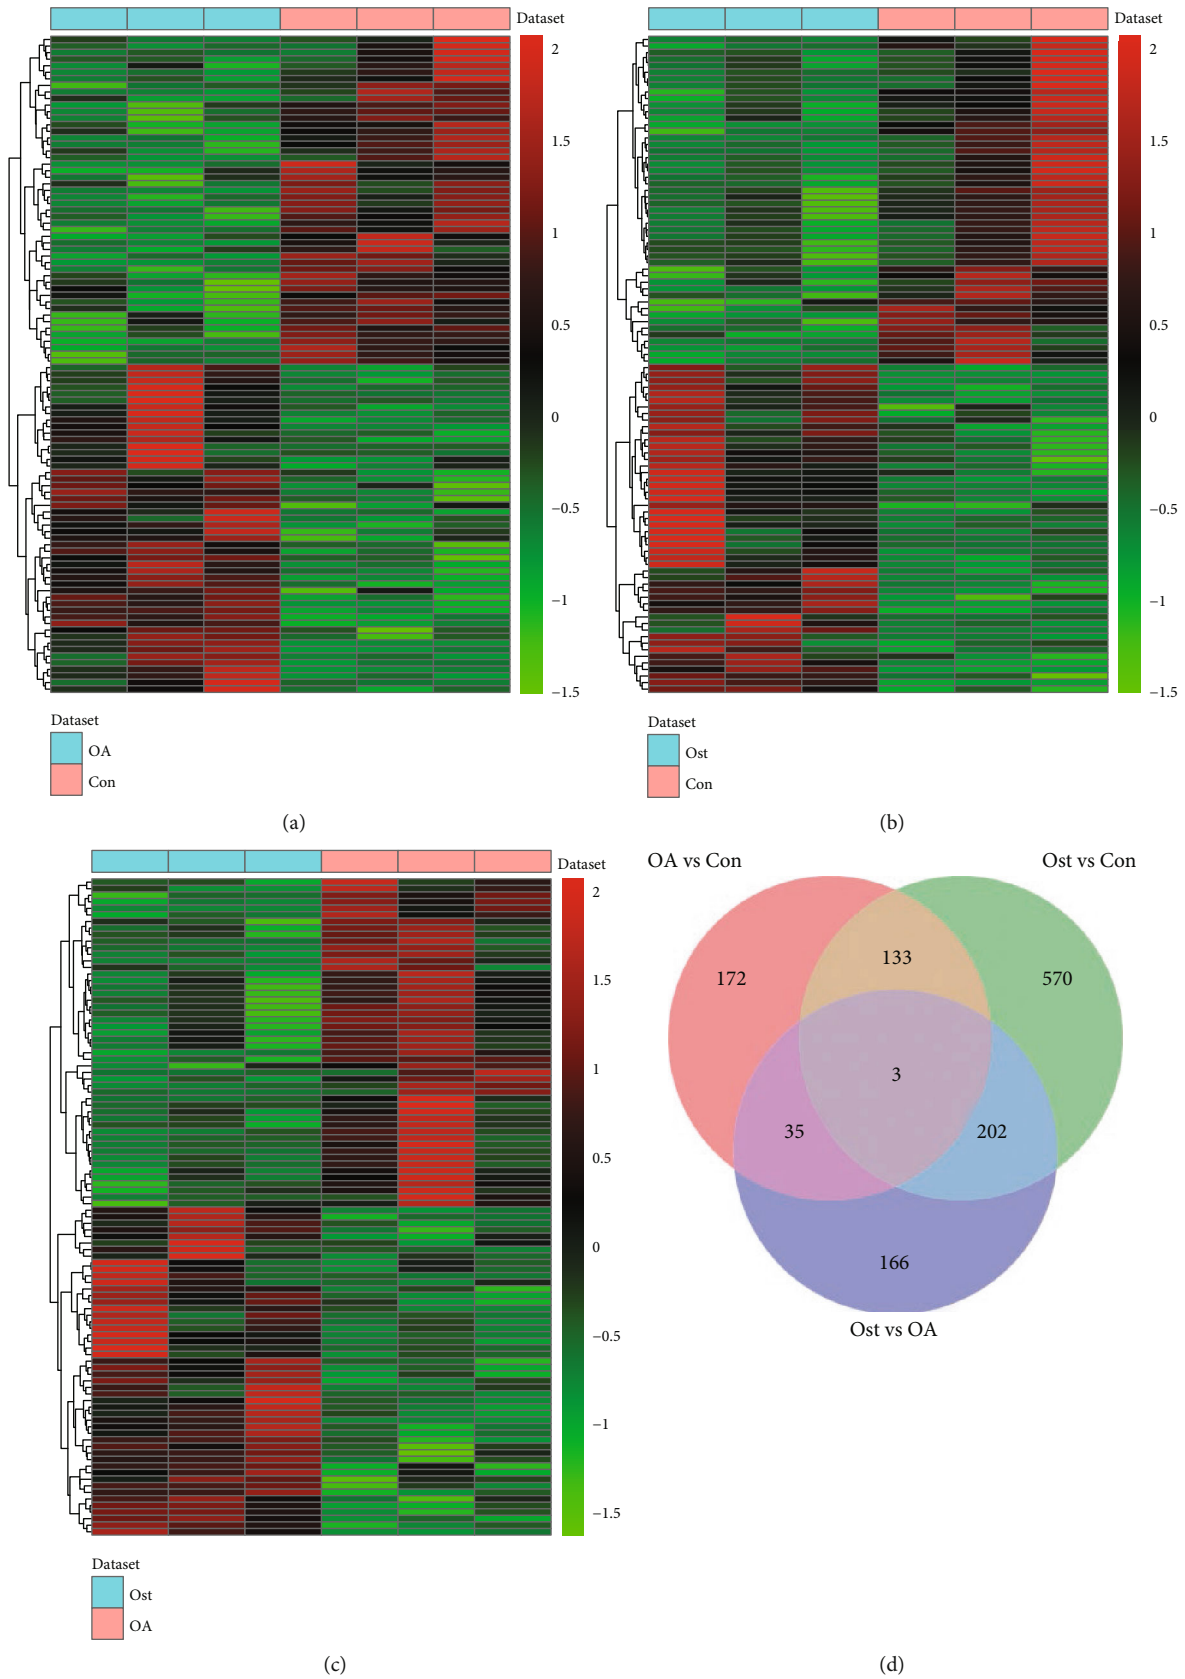 Dataset
2
1.5
1
0.5
0
−0.5
−1
−1.5
Dataset
OA
Con
(a)
Dataset
2
1.5
1
0.5
0
−0.5
−1
−1.5
Dataset
Ost
Con
(b)
Dataset
2
1.5
1
0.5
0
−0.5
−1
−1.5
Dataset
Ost
OA
(c)
OA vs Con
Ost vs Con
133
172
570
3
35
202
166
Ost vs OA
(d)